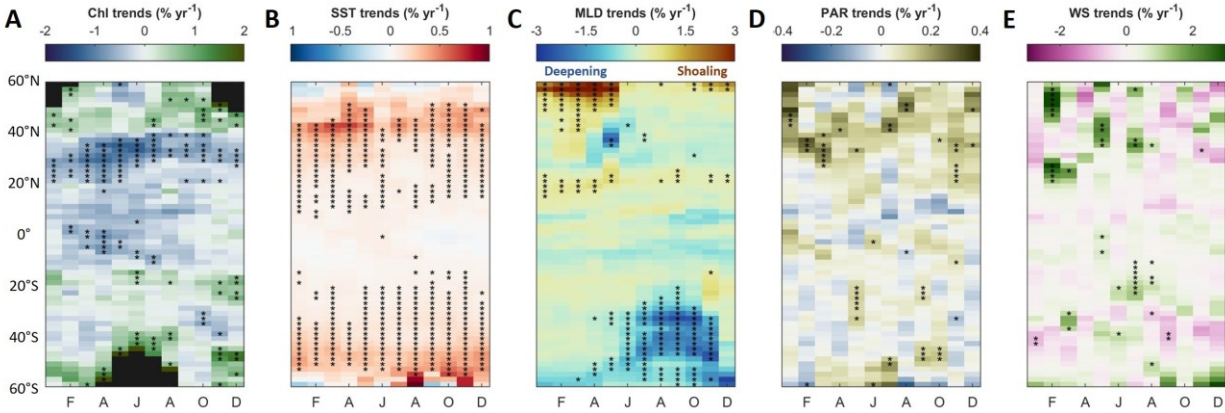 A Chl trends (% yr-1) B SST trends (% yr-1) C MLD trends (% yr-1) D PAR trends (% yr-1) E WS trends (% yr-1)
-2 -1 0 1 2 1 -0.5 0 0.5 1 -3 -1.5 0 1.5 3 -0.4 -0.2 0 0.2 0.4 -2 0 2
Deepening Shoaling
60°N
40°N
20°N
0°
20°S
40°S
60°S
F A J A O D F A J A O D F A J A O D F A J A O D F A J A O D